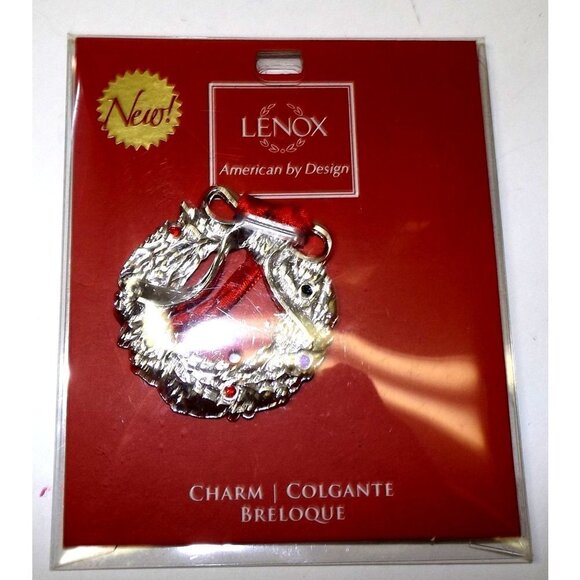 New!
LENOX
American by Design
CHARM | COLGANTE
BRELOQUE